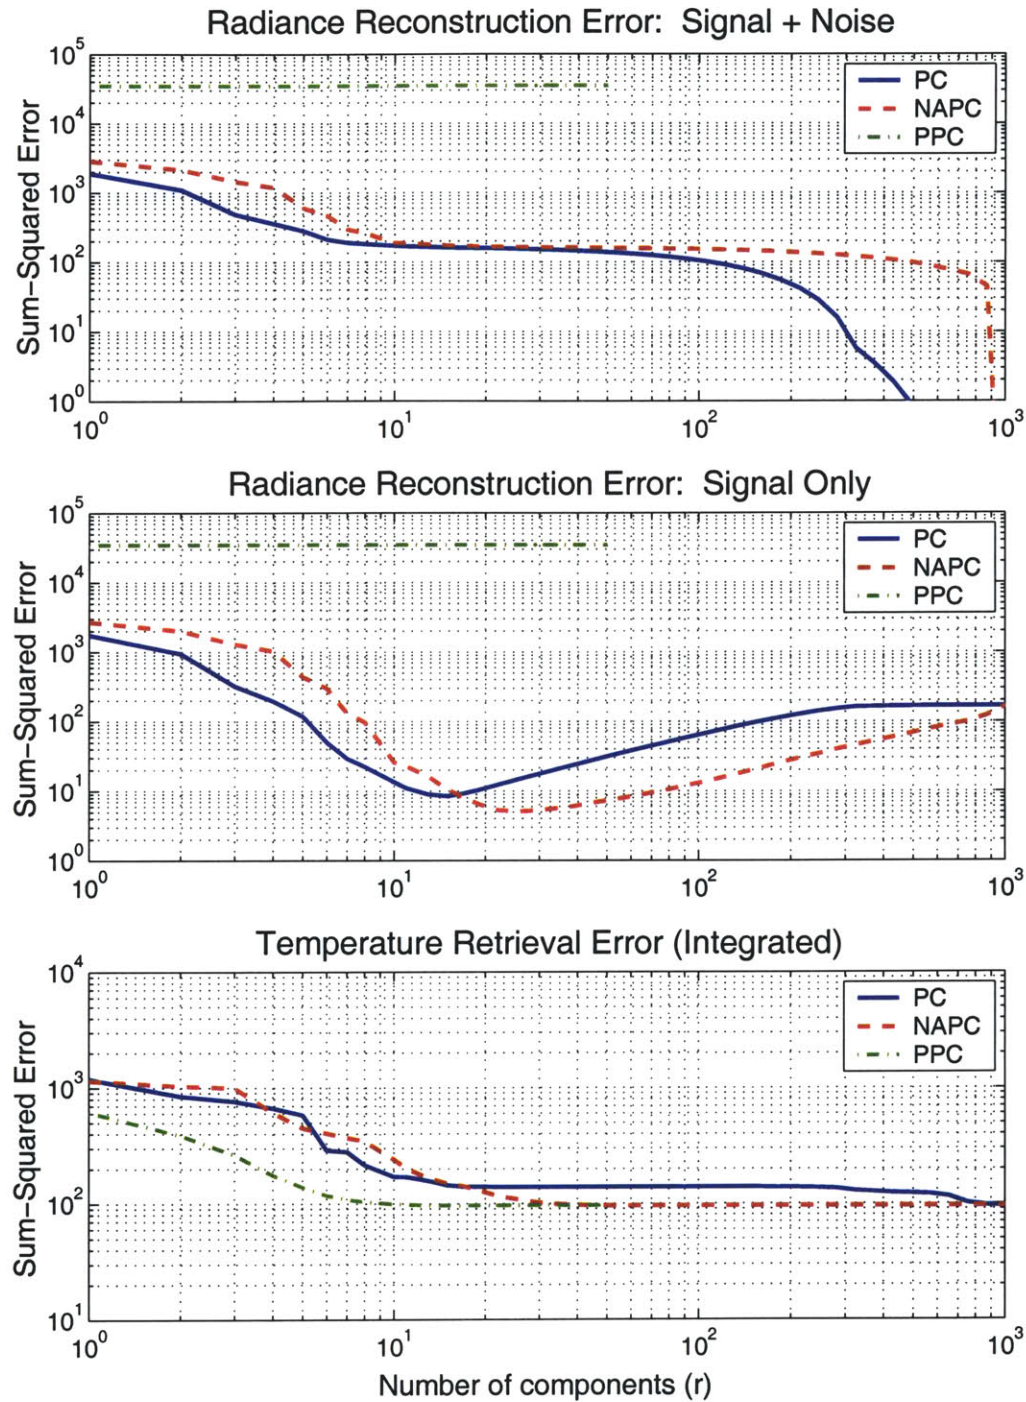 Radiance Reconstruction Error: Signal + Noise
10^5
10^4
10^3
10^2
10^1
10^0
Sum-Squared Error
PC
NAPC
PPC
10^0 10^1 10^2 10^3
Radiance Reconstruction Error: Signal Only
10^5
10^4
10^3
10^2
10^1
10^0
Sum-Squared Error
PC
NAPC
PPC
10^0 10^1 10^2 10^3
Temperature Retrieval Error (Integrated)
10^4
10^3
10^2
10^1
Sum-Squared Error
PC
NAPC
PPC
10^0 10^1 10^2 10^3
Number of components (r)